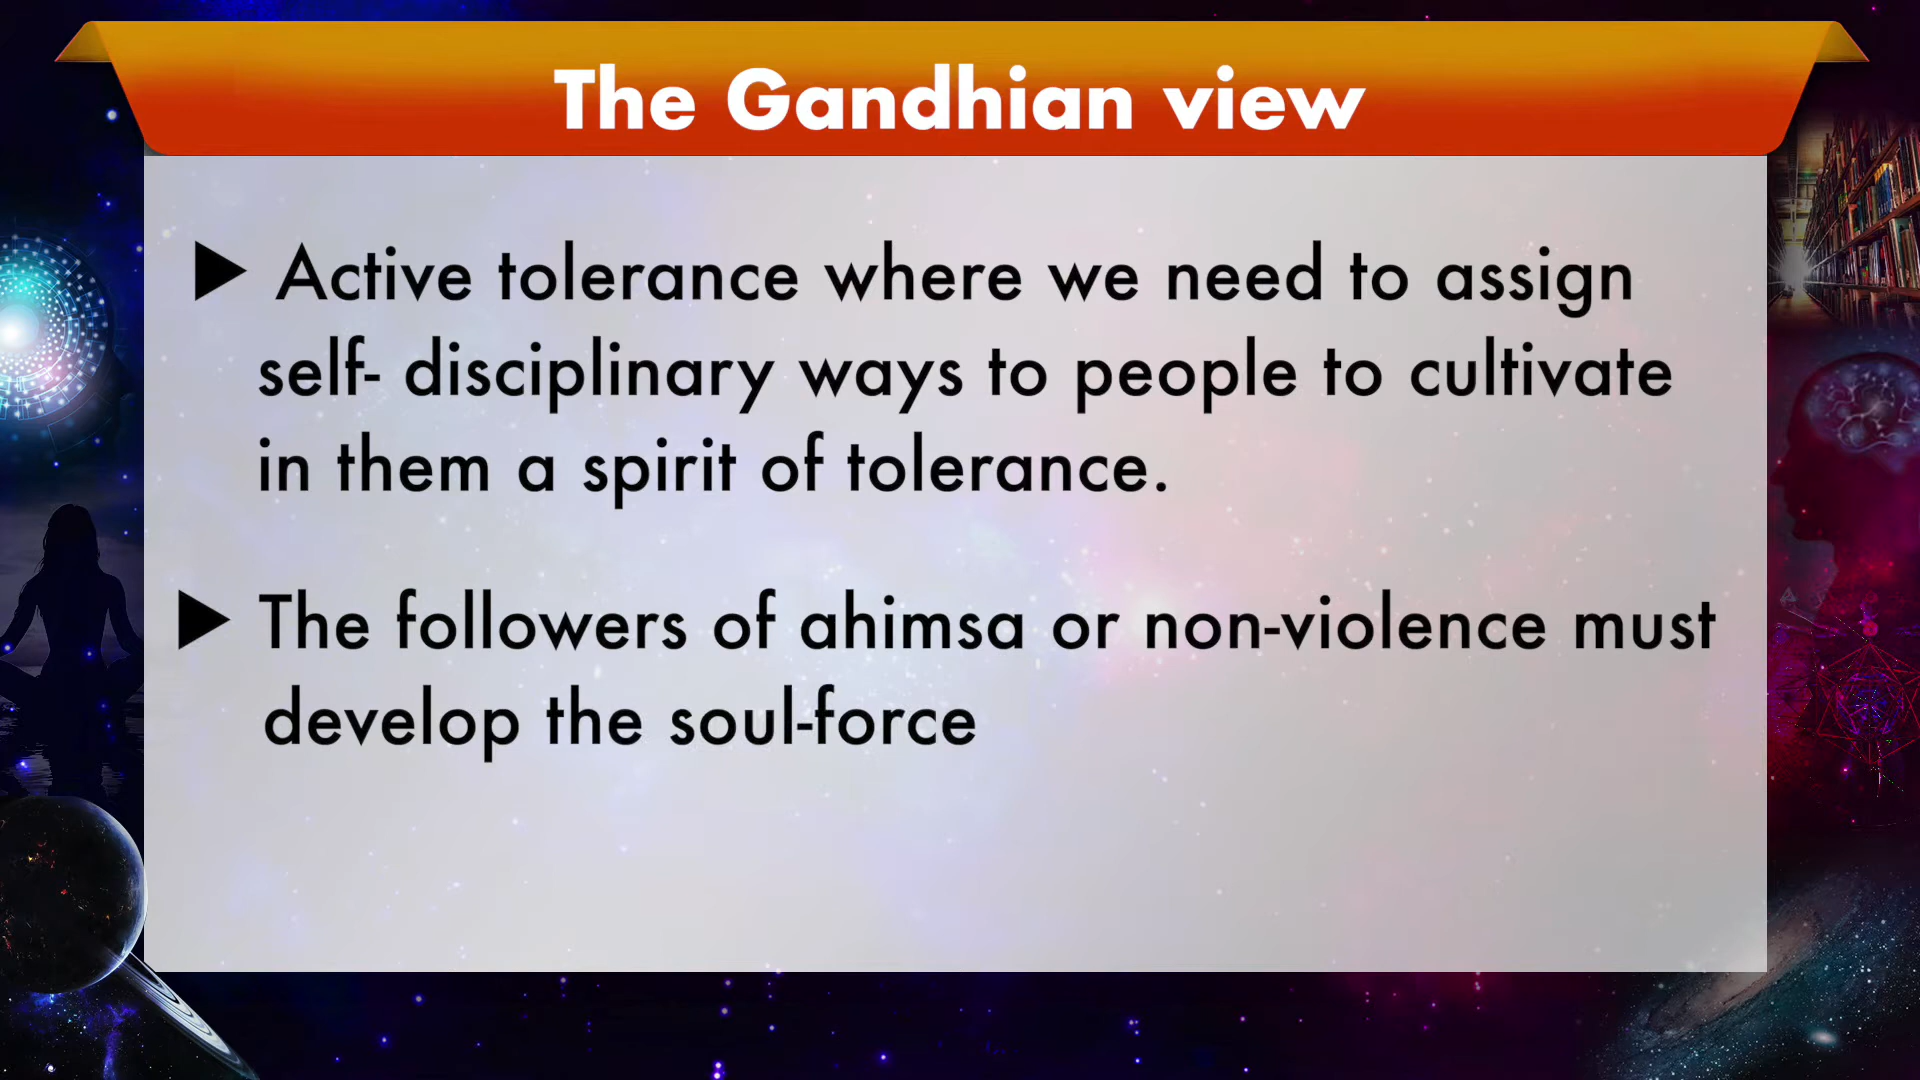 The Gandhian view
▶ Active tolerance where we need to assign
self- disciplinary ways to people to cultivate
in them a spirit of tolerance.
▶ The followers of ahimsa or non-violence must
develop the soul-force